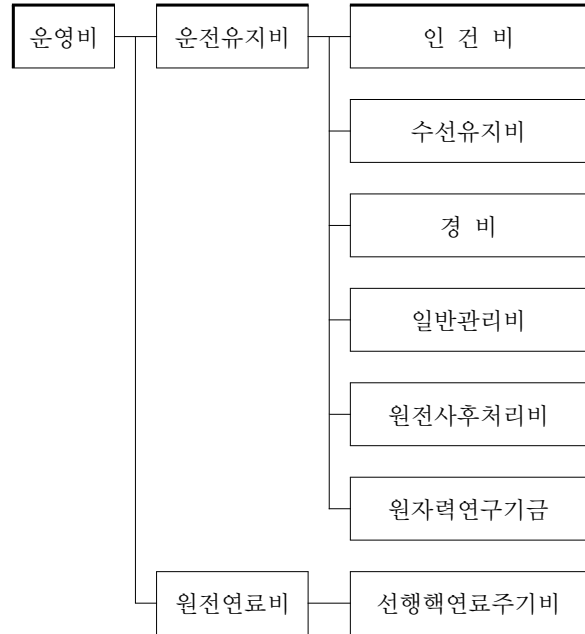 운영비
운전유지비
인 건 비
수선유지비
경 비
일반관리비
원전사후처리비
원자력연구기금
원전연료비
선행핵연료주기비